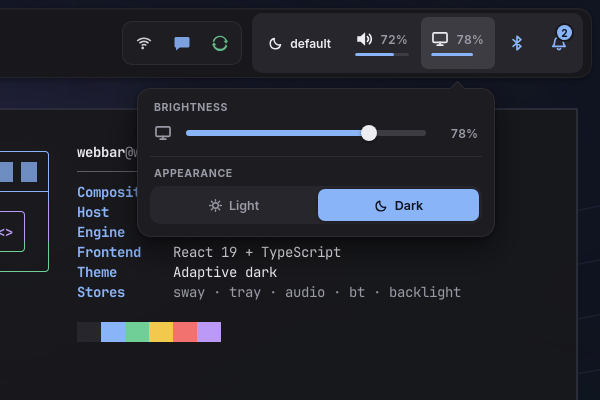 default
72%
78%
2
BRIGHTNESS
78%
APPEARANCE
Light
Dark
webbar@
Composit
Host
Engine
Frontend React 19 + TypeScript
Theme Adaptive dark
Stores sway · tray · audio · bt · backlight
<>